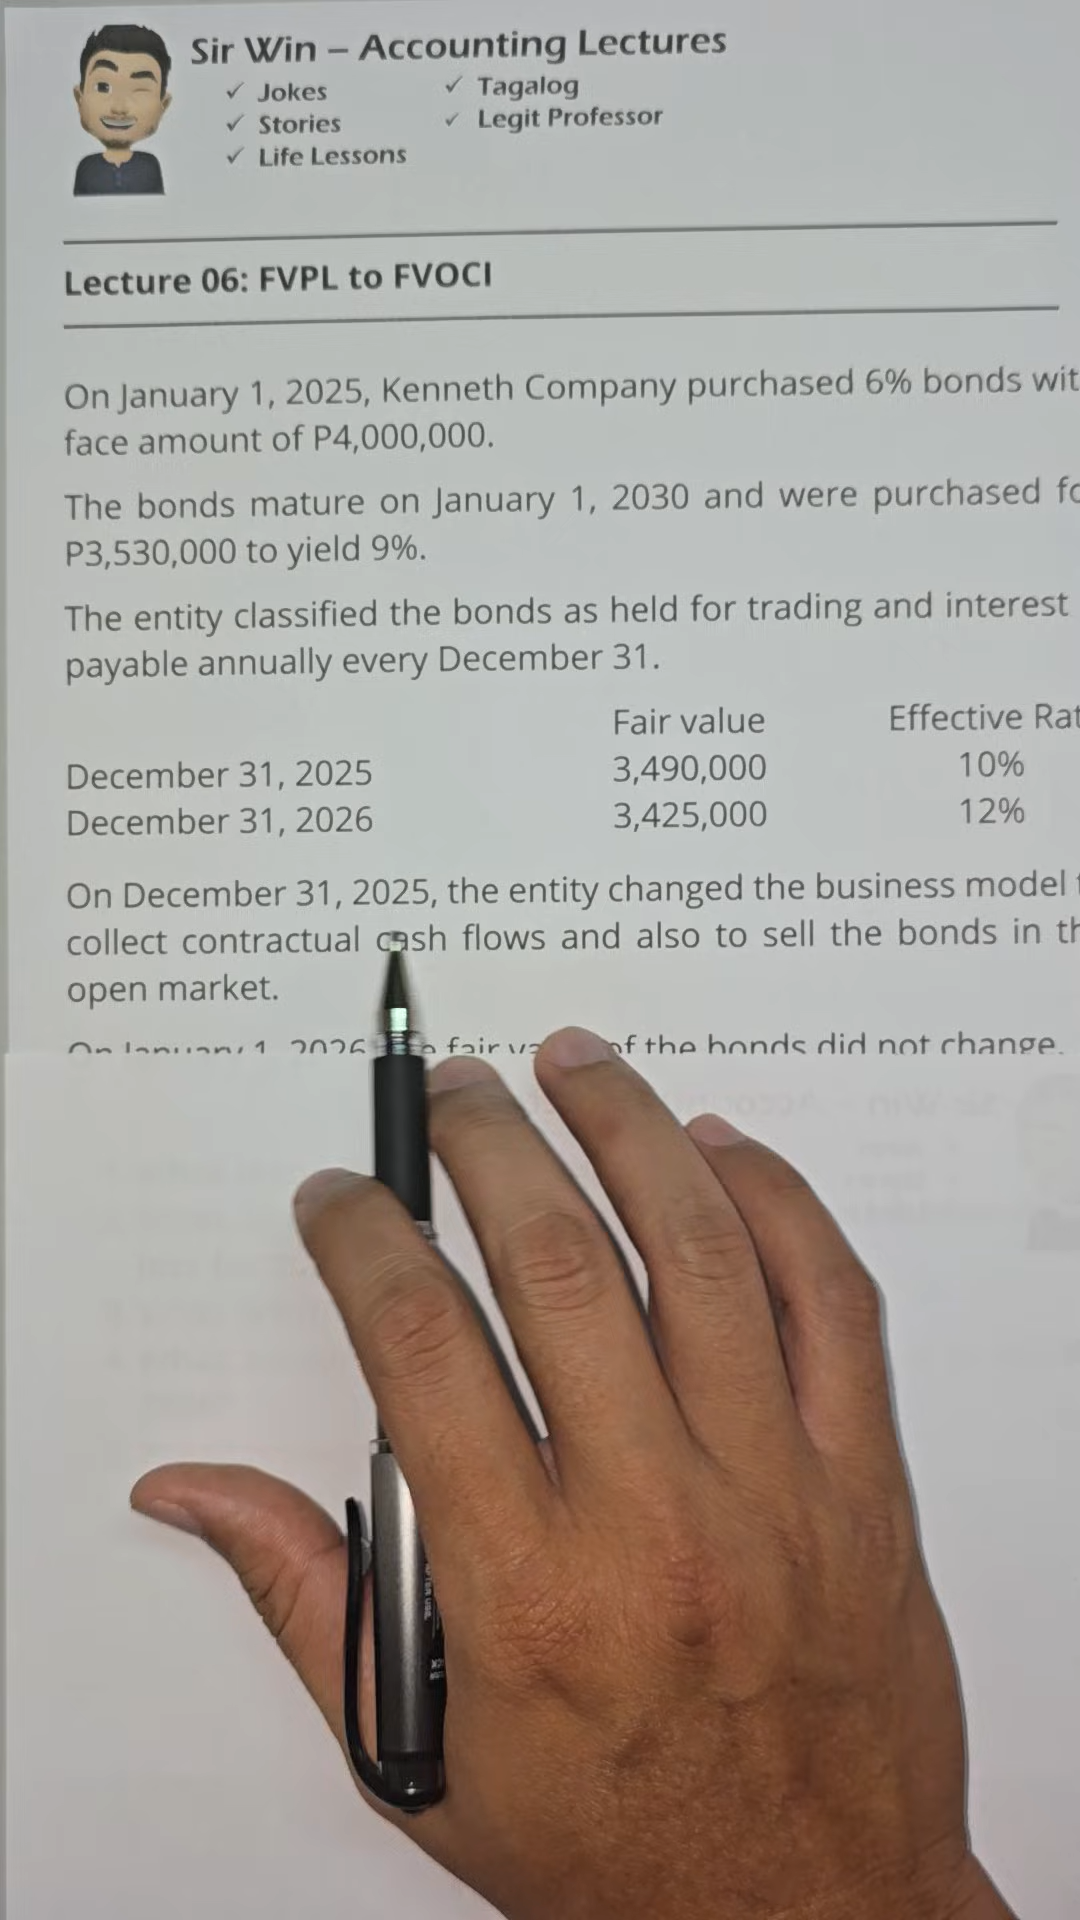 Sir Win – Accounting Lectures
✓ Jokes
✓ Tagalog
✓ Stories
✓ Legit Professor
✓ Life Lessons
Lecture 06: FVPL to FVOCI
On January 1, 2025, Kenneth Company purchased 6% bonds wit
face amount of P4,000,000.
The bonds mature on January 1, 2030 and were purchased fo
P3,530,000 to yield 9%.
The entity classified the bonds as held for trading and interest
payable annually every December 31.
Fair value Effective Rat
December 31, 2025 3,490,000 10%
December 31, 2026 3,425,000 12%
On December 31, 2025, the entity changed the business model t
collect contractual cash flows and also to sell the bonds in th
open market.
On January 1, 2026 fair of the bonds did not change.